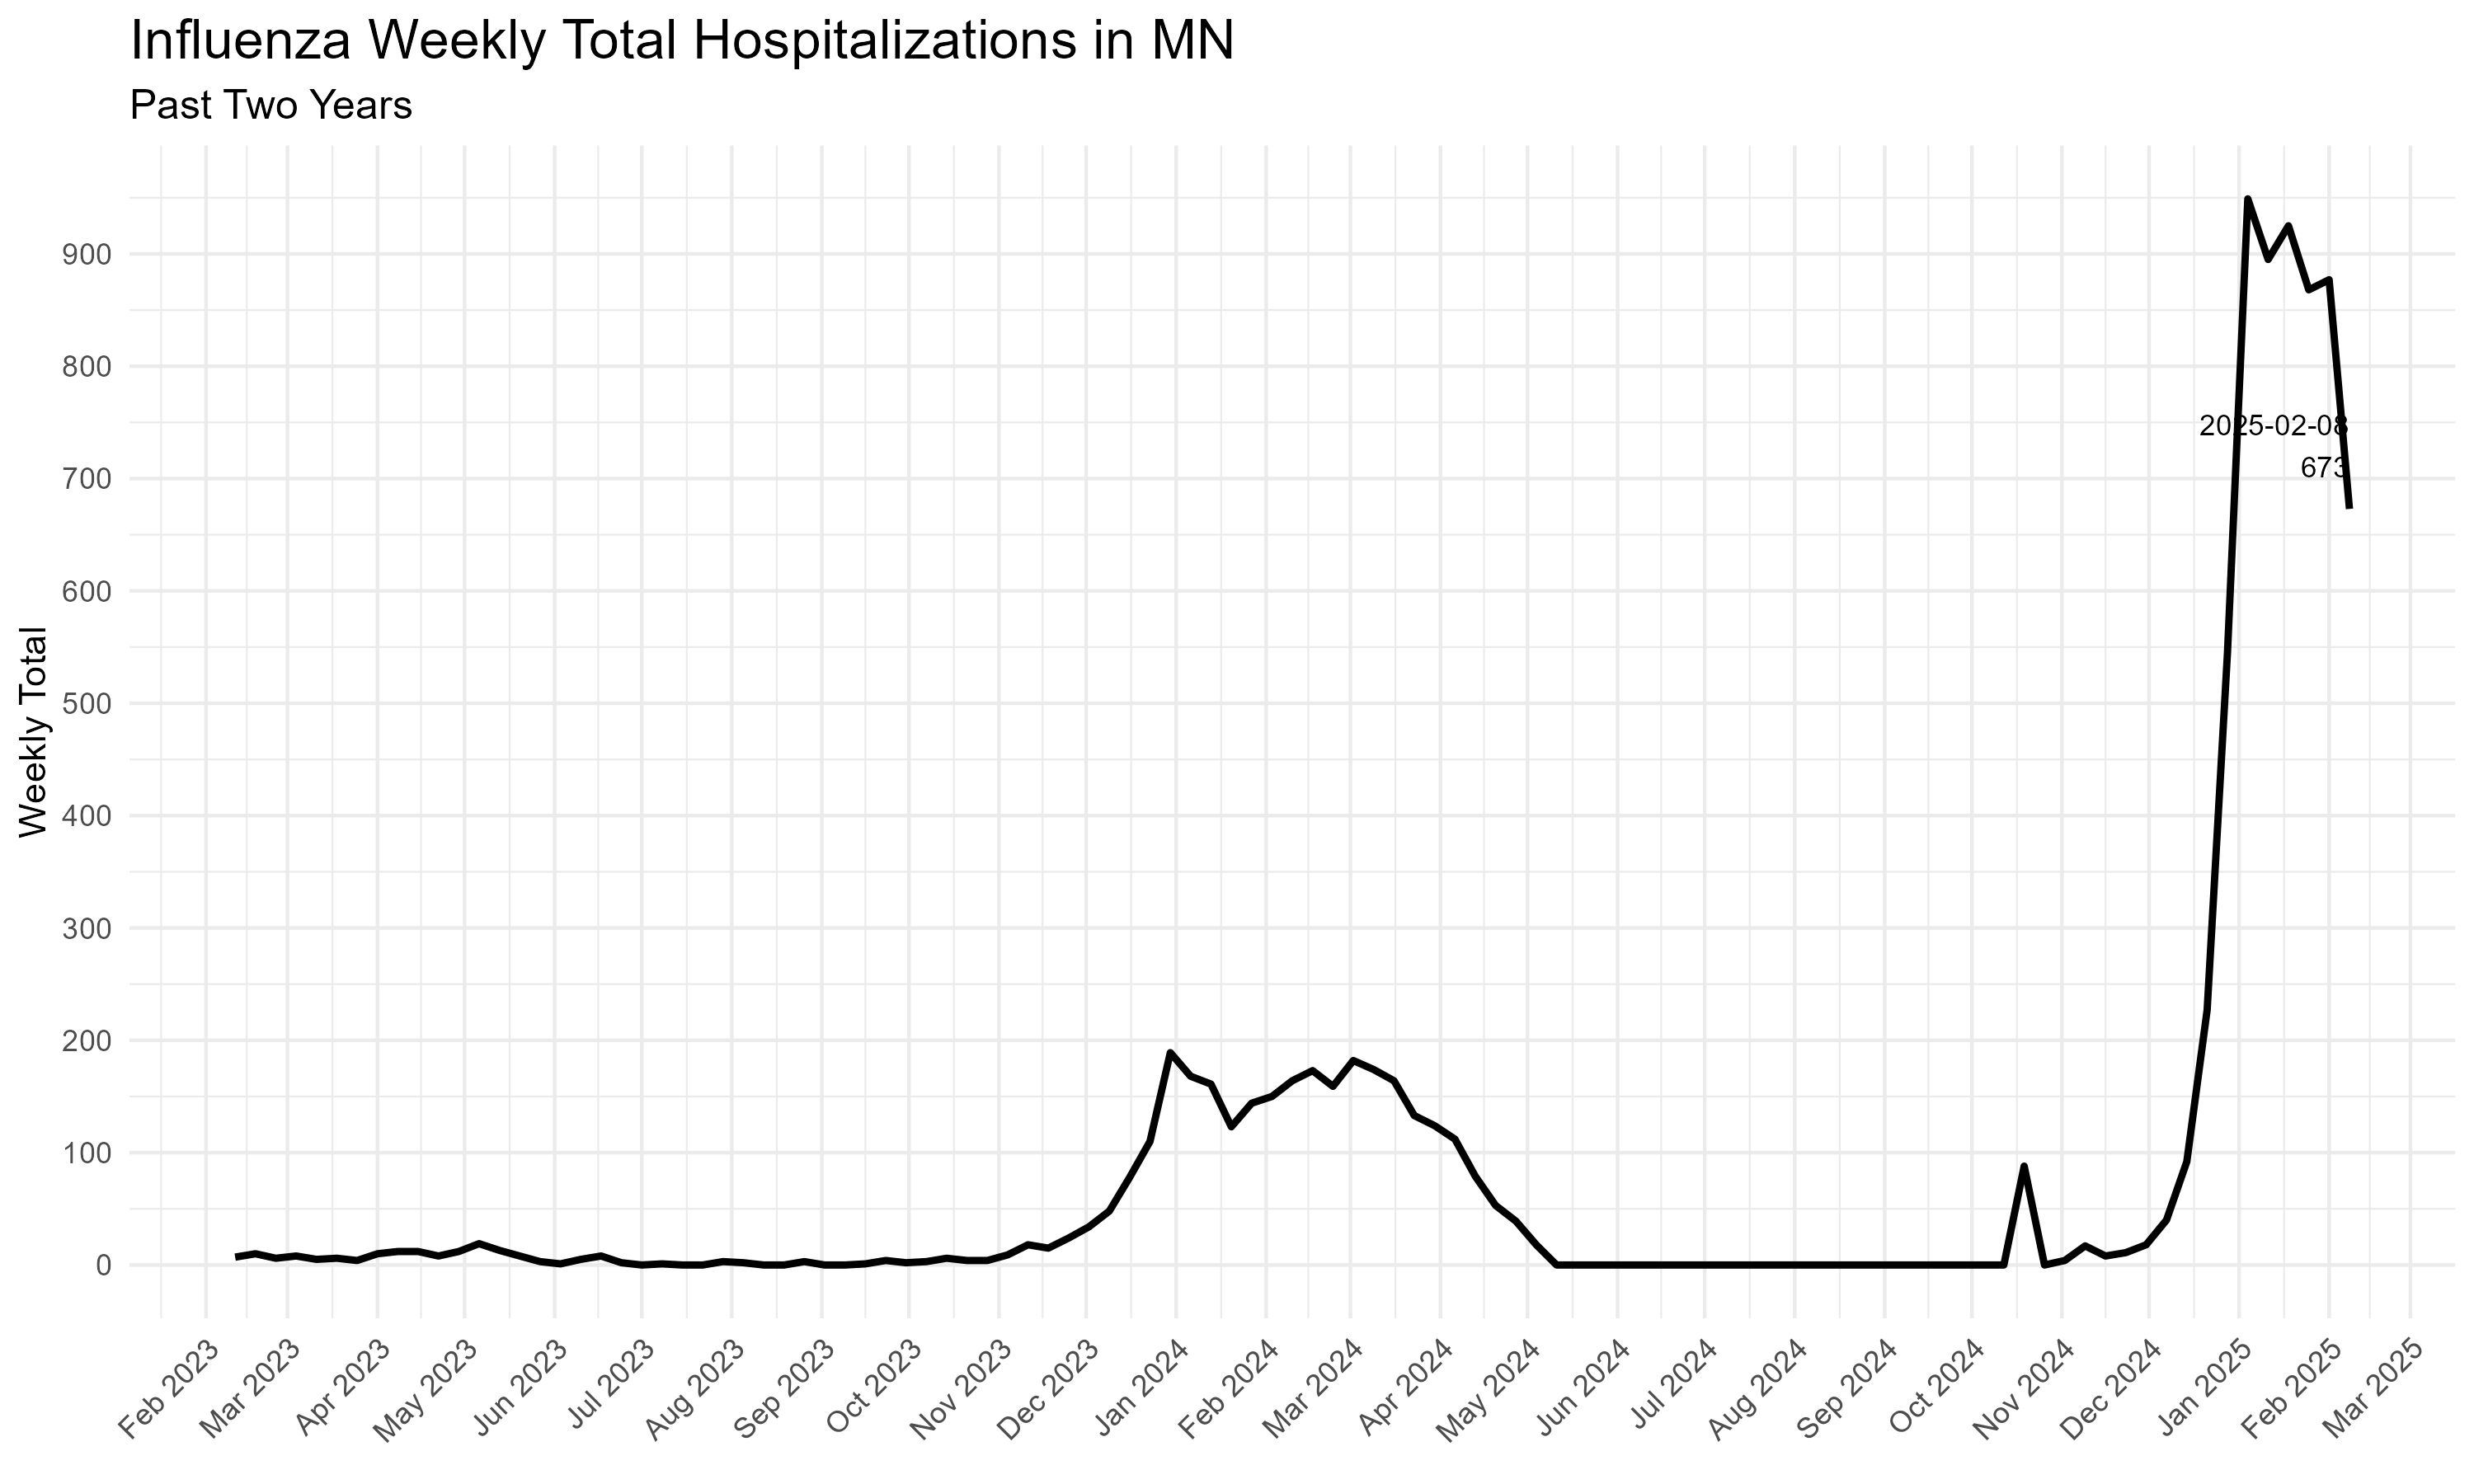 Influenza Weekly Total Hospitalizations in MN
Past Two Years
Weekly Total
900
800
700
600
500
400
300
200
100
0
2025-02-08
673
Feb 2023
Mar 2023
Apr 2023
May 2023
Jun 2023
Jul 2023
Aug 2023
Sep 2023
Oct 2023
Nov 2023
Dec 2023
Jan 2024
Feb 2024
Mar 2024
Apr 2024
May 2024
Jun 2024
Jul 2024
Aug 2024
Sep 2024
Oct 2024
Nov 2024
Dec 2024
Jan 2025
Feb 2025
Mar 2025